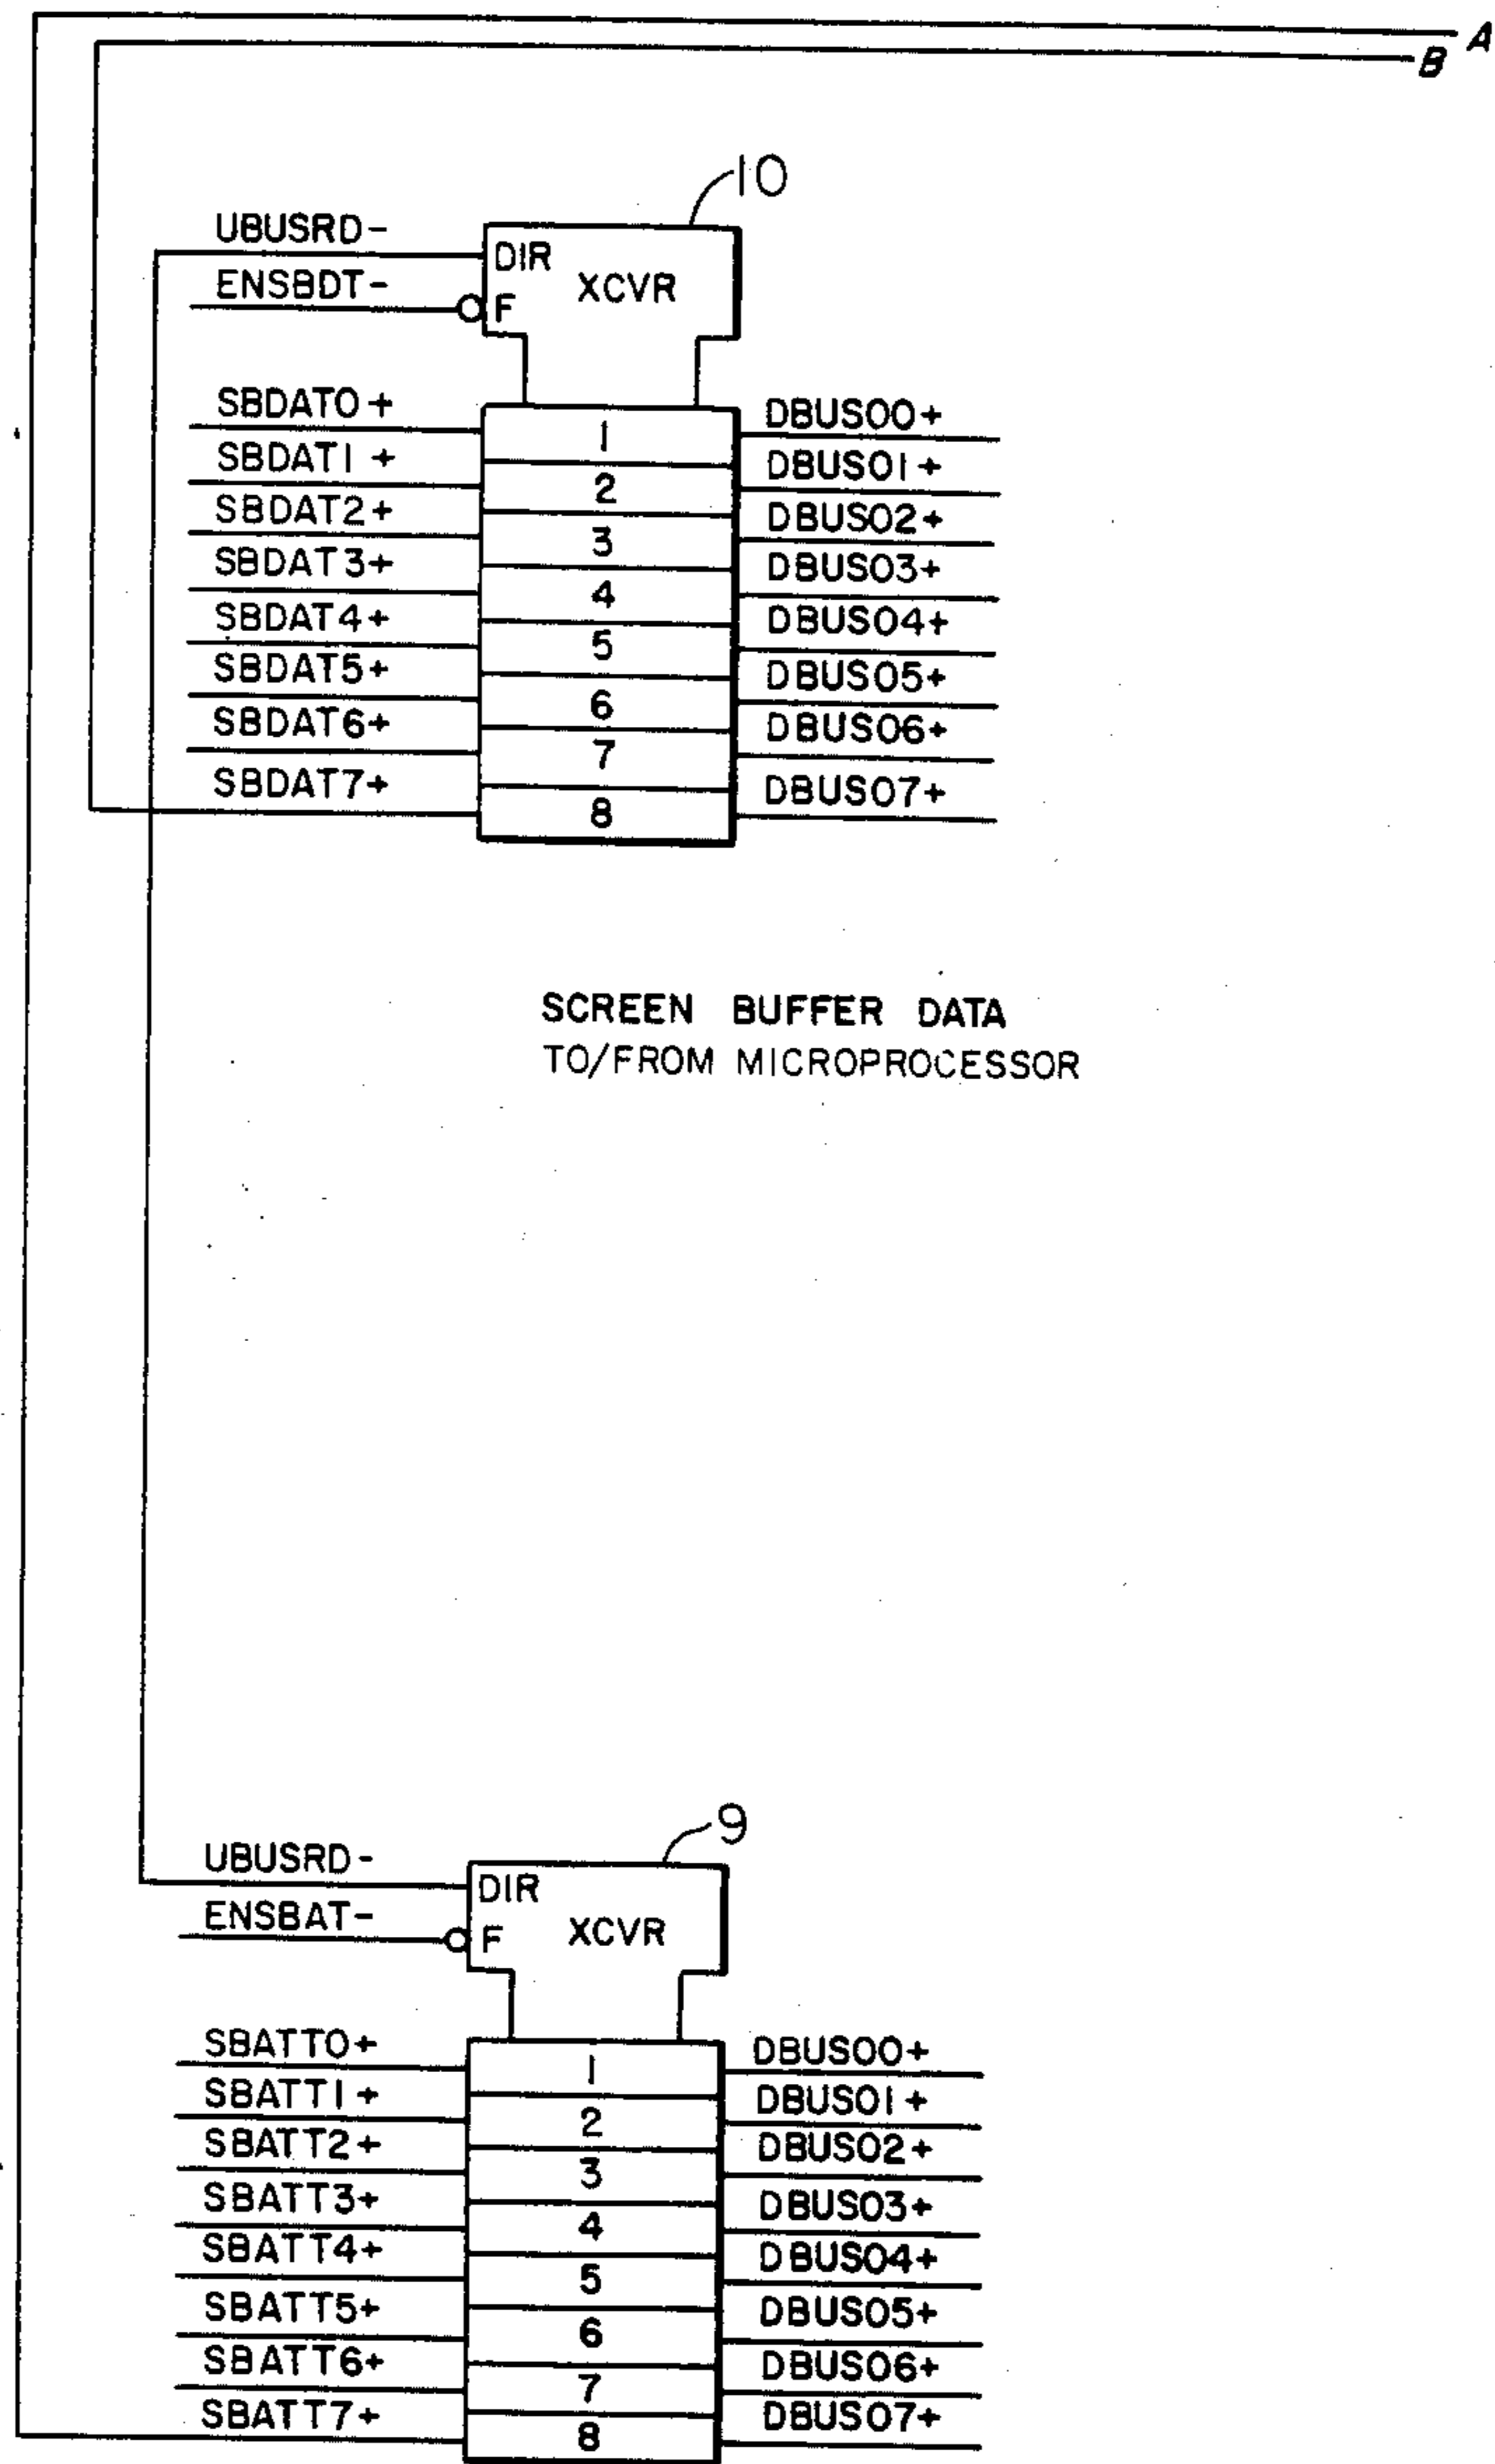 A
B
10
UBUSRD-
DIR
XCVR
ENSBDT-
F
SBDAT0+ 1 DBUS00+
SBDAT1+ 2 DBUS01+
SBDAT2+ 3 DBUS02+
SBDAT3+ 4 DBUS03+
SBDAT4+ 5 DBUS04+
SBDAT5+ 6 DBUS05+
SBDAT6+ 7 DBUS06+
SBDAT7+ 8 DBUS07+
SCREEN BUFFER DATA
TO/FROM MICROPROCESSOR
9
UBUSRD-
DIR
XCVR
ENSBAT-
F
SBATT0+ 1 DBUS00+
SBATT1+ 2 DBUS01+
SBATT2+ 3 DBUS02+
SBATT3+ 4 DBUS03+
SBATT4+ 5 DBUS04+
SBATT5+ 6 DBUS05+
SBATT6+ 7 DBUS06+
SBATT7+ 8 DBUS07+